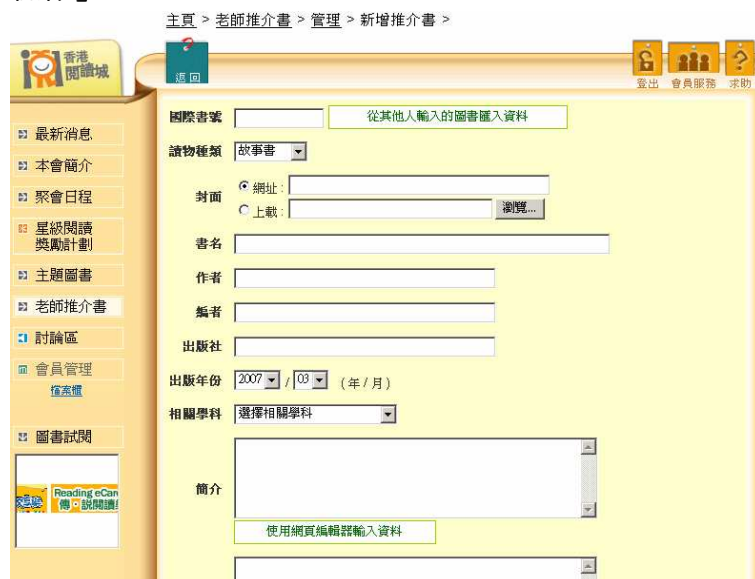 主頁 > 老師推介書 > 管理 > 新增推介書 >
香港
閱讀城
返回
登出
會員服務
求助
最新消息
本會簡介
聚會日程
星級閱讀
獎勵計劃
主題圖書
老師推介書
討論區
會員管理
檔案櫃
圖書試閱
Reading eCar
傳‧說閱讀
國際書號
從其他人輸入的圖書匯入資料
讀物種類
故事書
封面
網址:
上載:
瀏覽...
書名
作者
編者
出版社
出版年份
2007 / 03 (年/月)
相關學科
選擇相關學科
簡介
使用網頁編輯器輸入資料